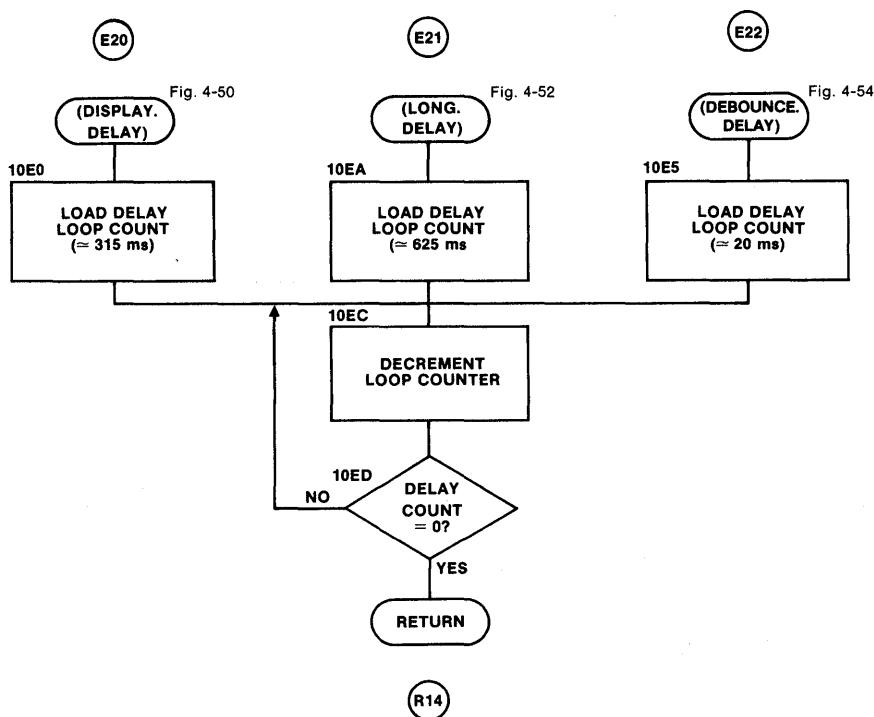 E20
E21
E22
Fig. 4-50
Fig. 4-52
Fig. 4-54
(DISPLAY.
DELAY)
(LONG.
DELAY)
(DEBOUNCE.
DELAY)
10E0
10EA
10E5
LOAD DELAY
LOOP COUNT
(≃ 315 ms)
LOAD DELAY
LOOP COUNT
(≃ 625 ms
LOAD DELAY
LOOP COUNT
(≃ 20 ms)
10EC
DECREMENT
LOOP COUNTER
10ED
DELAY
COUNT
= 0?
NO
YES
RETURN
R14